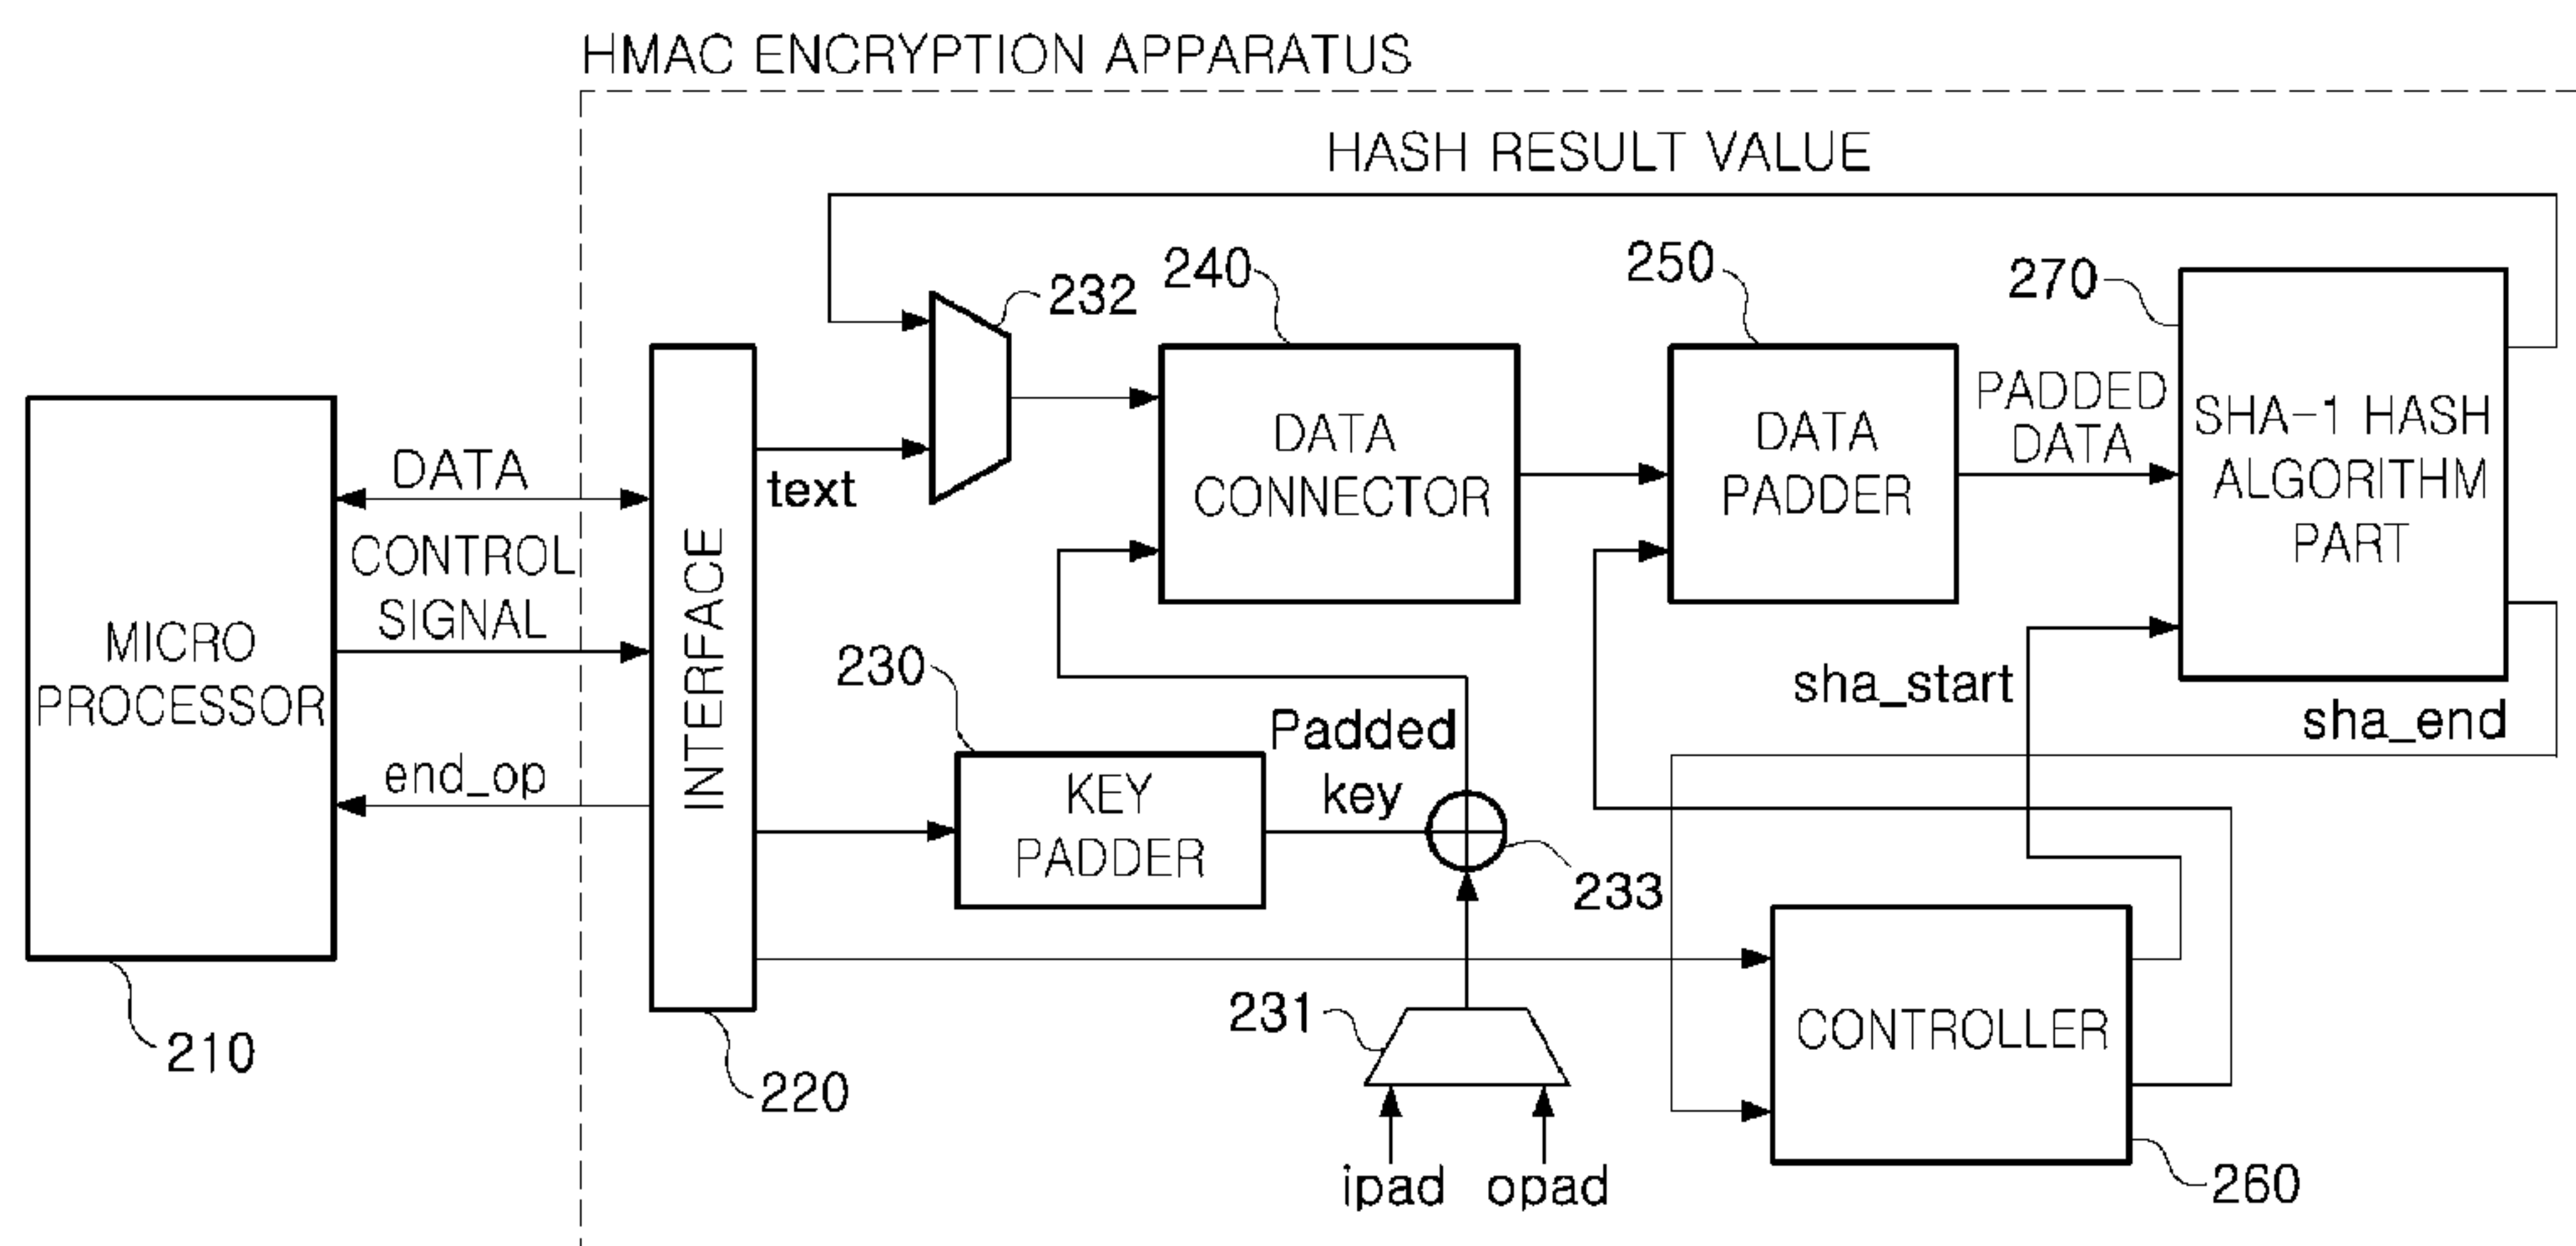 HMAC ENCRYPTION APPARATUS
HASH RESULT VALUE
232
240
250
270
DATA
CONTROL
SIGNAL
end_op
MICRO
PROCESSOR
210
INTERFACE
220
text
DATA
CONNECTOR
DATA
PADDER
PADDED
DATA
SHA-1 HASH
ALGORITHM
PART
230
KEY
PADDER
Padded
key
233
sha_start
sha_end
231
ipad opad
CONTROLLER
260